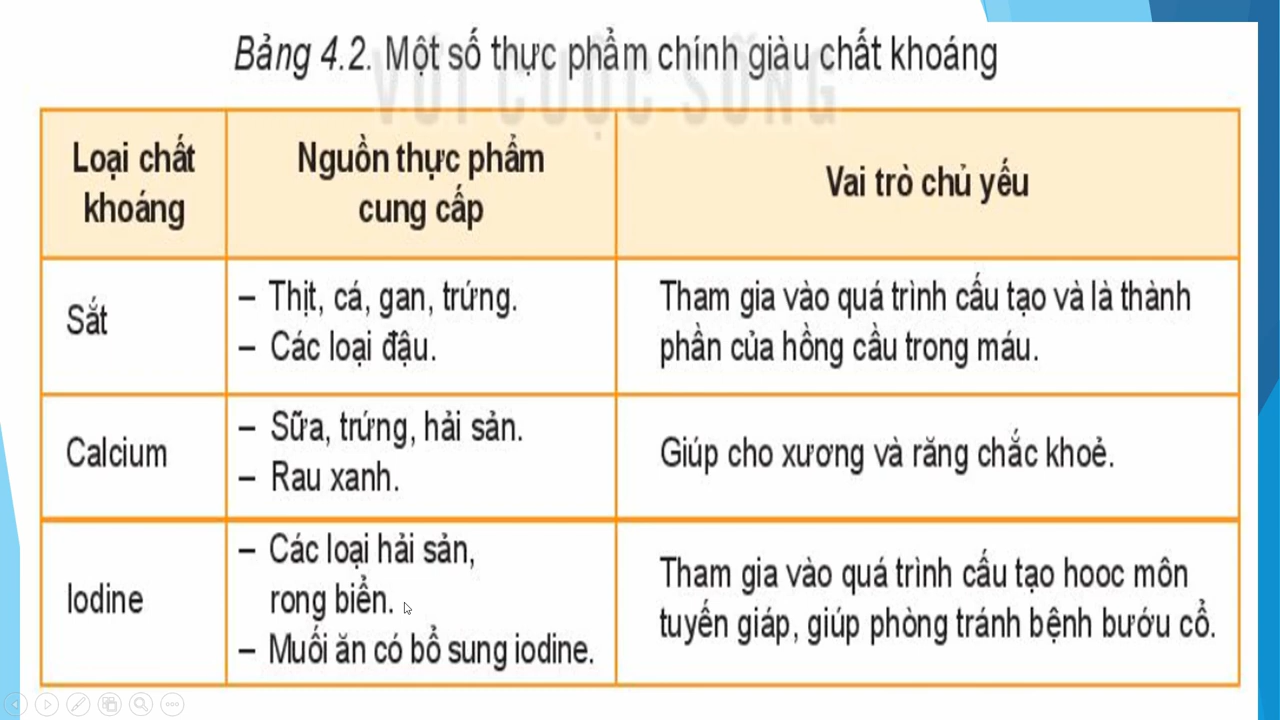 Bảng 4.2. Một số thực phẩm chính giàu chất khoáng
VỚI CUỘC SỐNG
Loại chất
khoáng
Nguồn thực phẩm
cung cấp
Vai trò chủ yếu
Sắt
– Thịt, cá, gan, trứng.
– Các loại đậu.
Tham gia vào quá trình cấu tạo và là thành
phần của hồng cầu trong máu.
Calcium
– Sữa, trứng, hải sản.
– Rau xanh.
Giúp cho xương và răng chắc khoẻ.
Iodine
– Các loại hải sản,
rong biển.
– Muối ăn có bổ sung iodine.
Tham gia vào quá trình cấu tạo hooc môn
tuyến giáp, giúp phòng tránh bệnh bướu cổ.